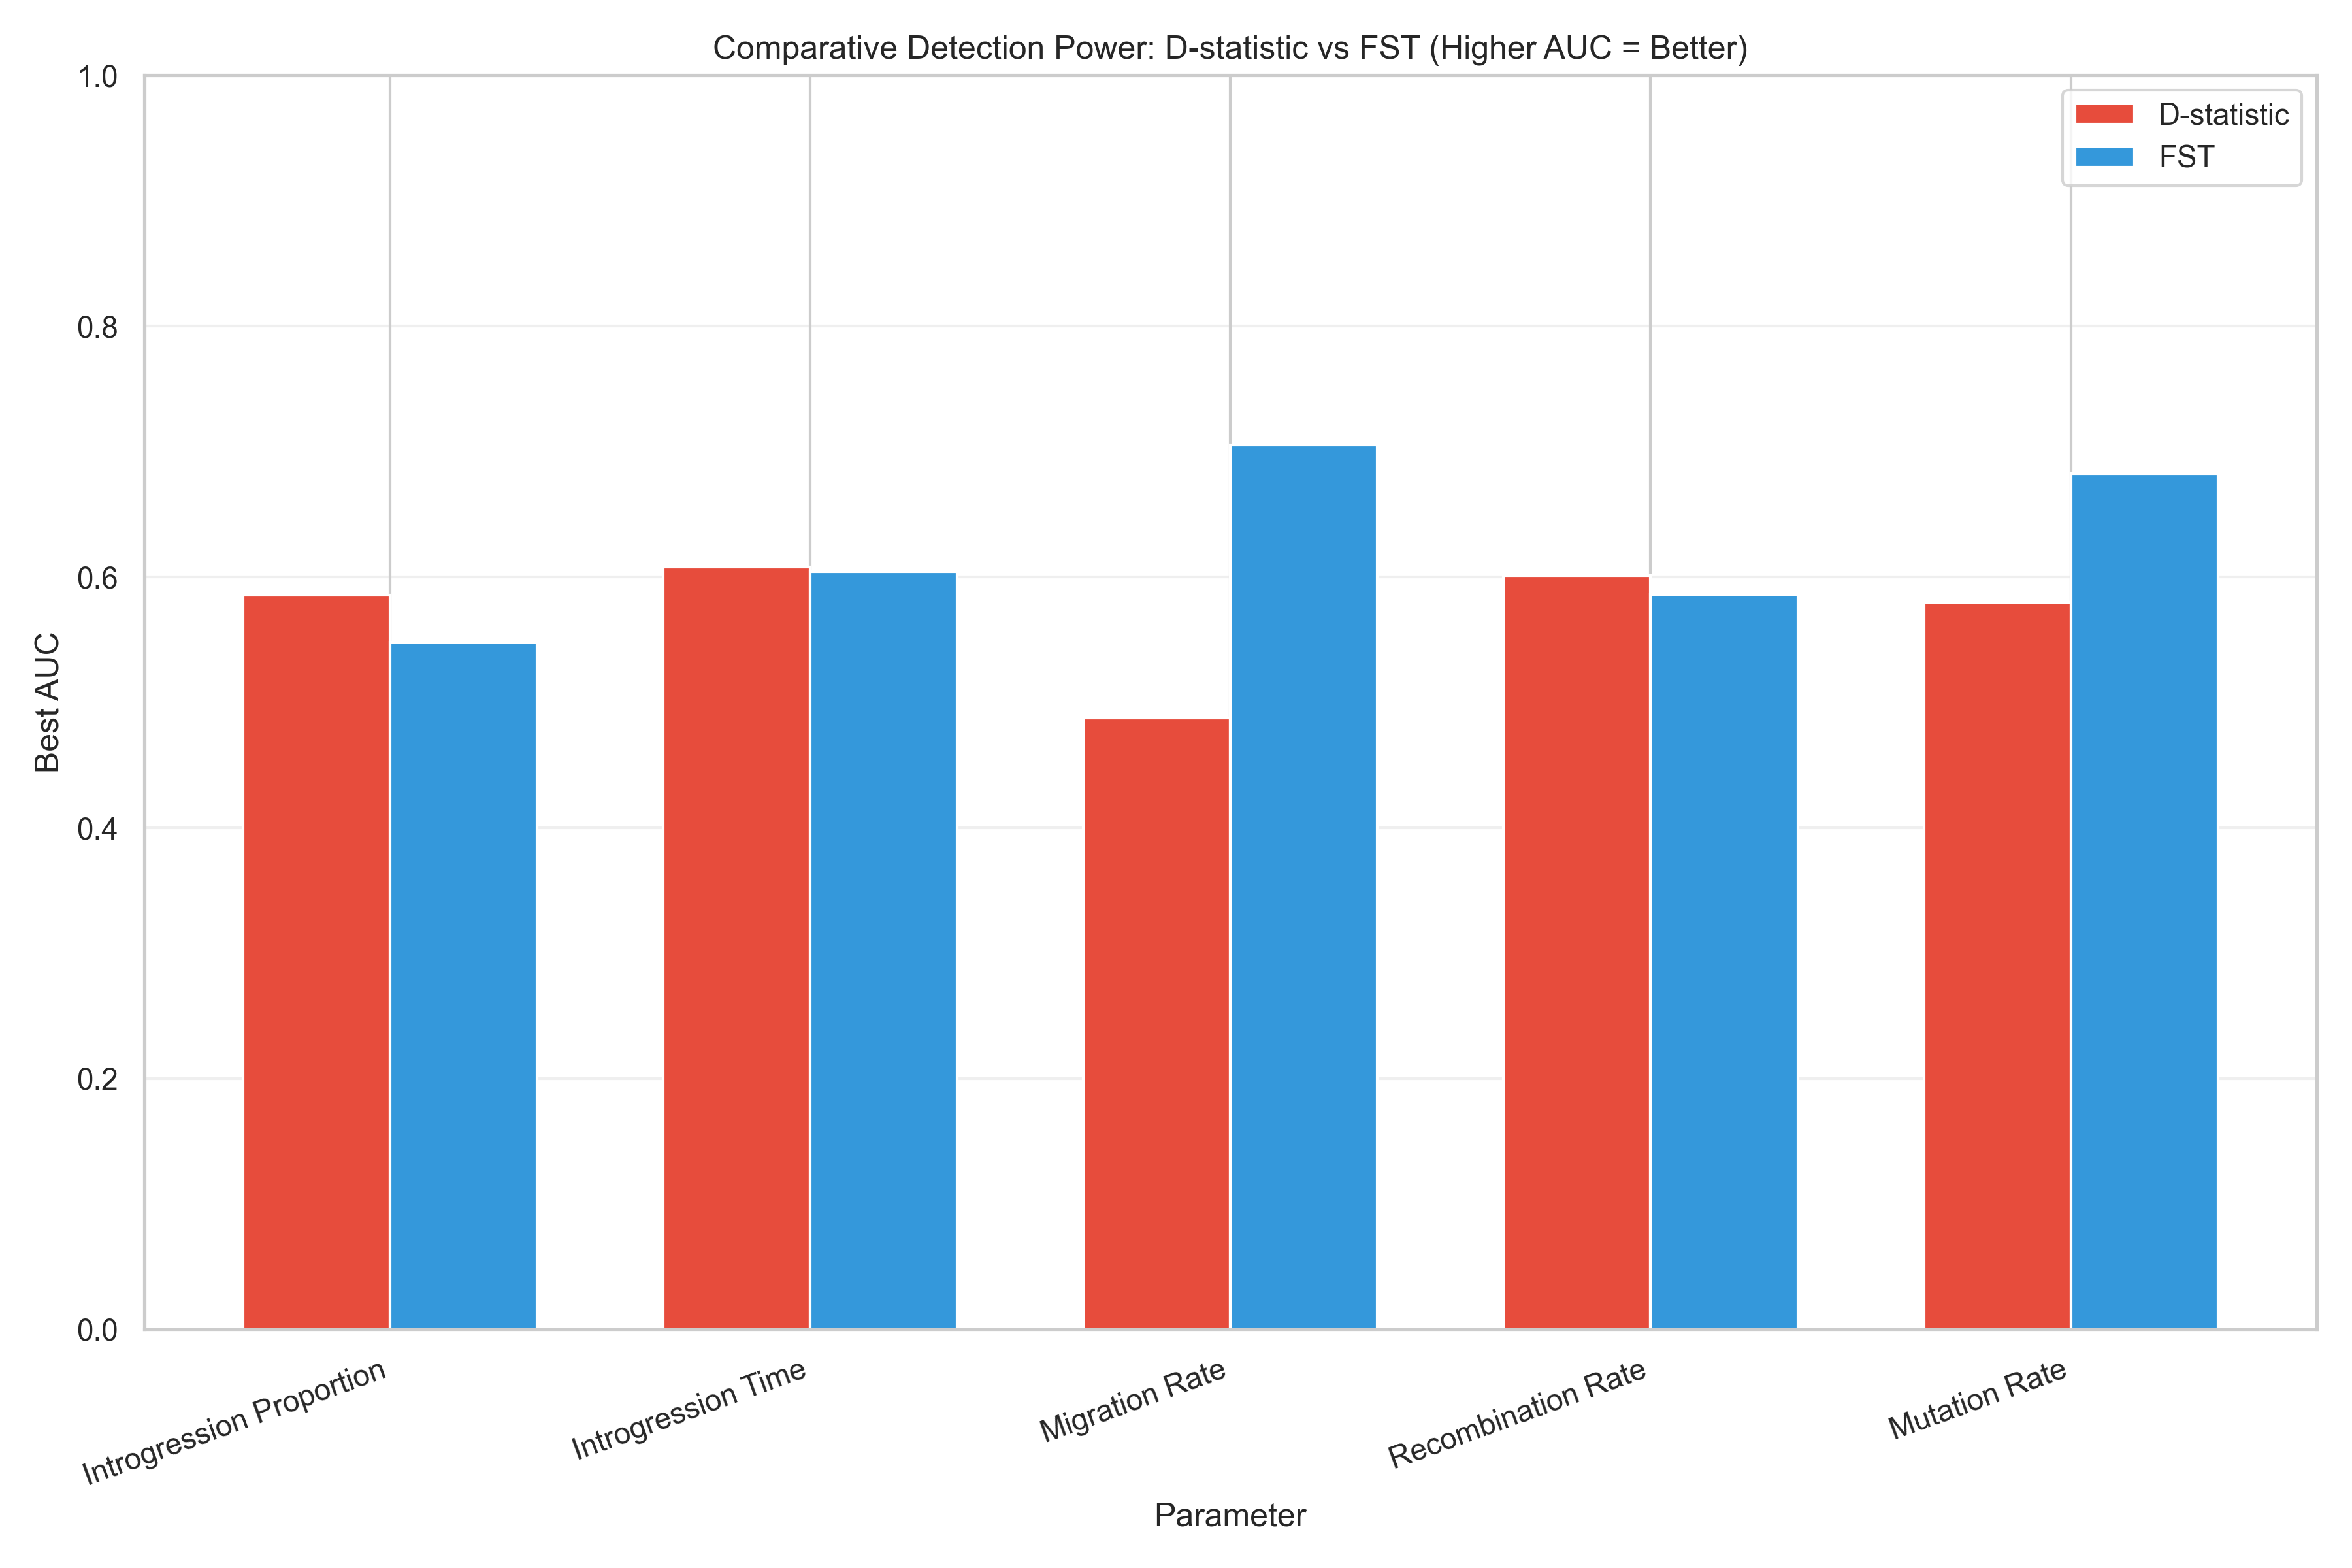 Comparative Detection Power: D-statistic vs FST (Higher AUC = Better)
D-statistic
FST
Best AUC
1.0
0.8
0.6
0.4
0.2
0.0
Introgression Proportion
Introgression Time
Migration Rate
Recombination Rate
Mutation Rate
Parameter